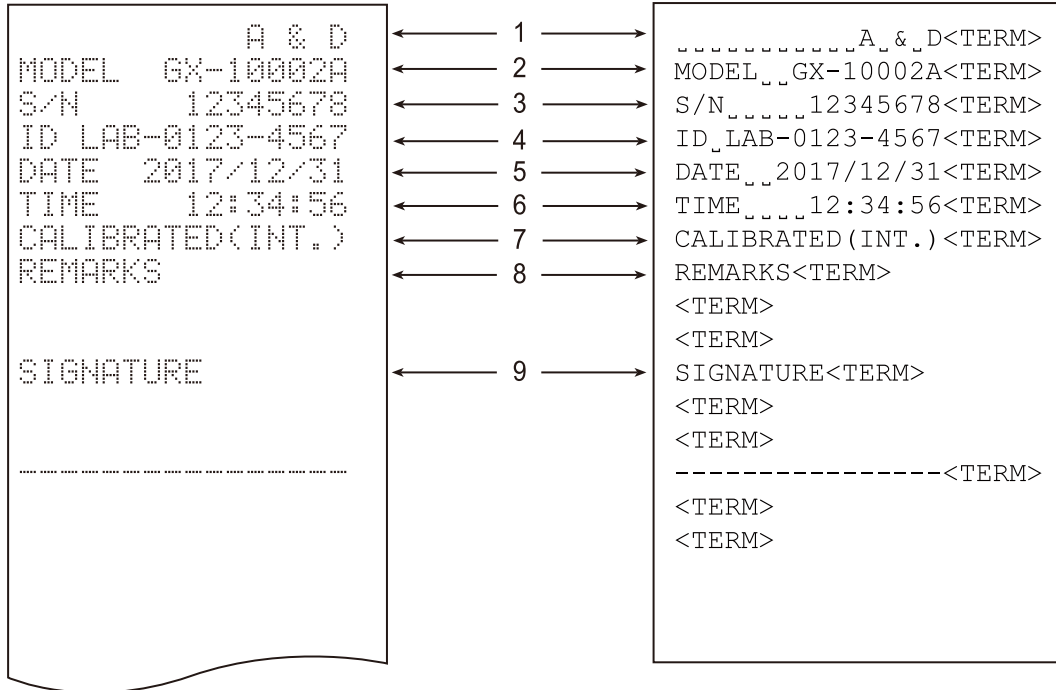 A & D
MODEL  GX-10002A
S/N     12345678
ID LAB-0123-4567
DATE  2017/12/31
TIME    12:34:56
CALIBRATED(INT.)
REMARKS
SIGNATURE
----------------
1
2
3
4
5
6
7
8
9
␣␣␣␣␣␣␣␣␣␣␣A␣&␣D<TERM>
MODEL␣␣GX-10002A<TERM>
S/N␣␣␣␣␣12345678<TERM>
ID␣LAB-0123-4567<TERM>
DATE␣␣2017/12/31<TERM>
TIME␣␣␣␣12:34:56<TERM>
CALIBRATED(INT.)<TERM>
REMARKS<TERM>
<TERM>
<TERM>
SIGNATURE<TERM>
<TERM>
<TERM>
----------------<TERM>
<TERM>
<TERM>